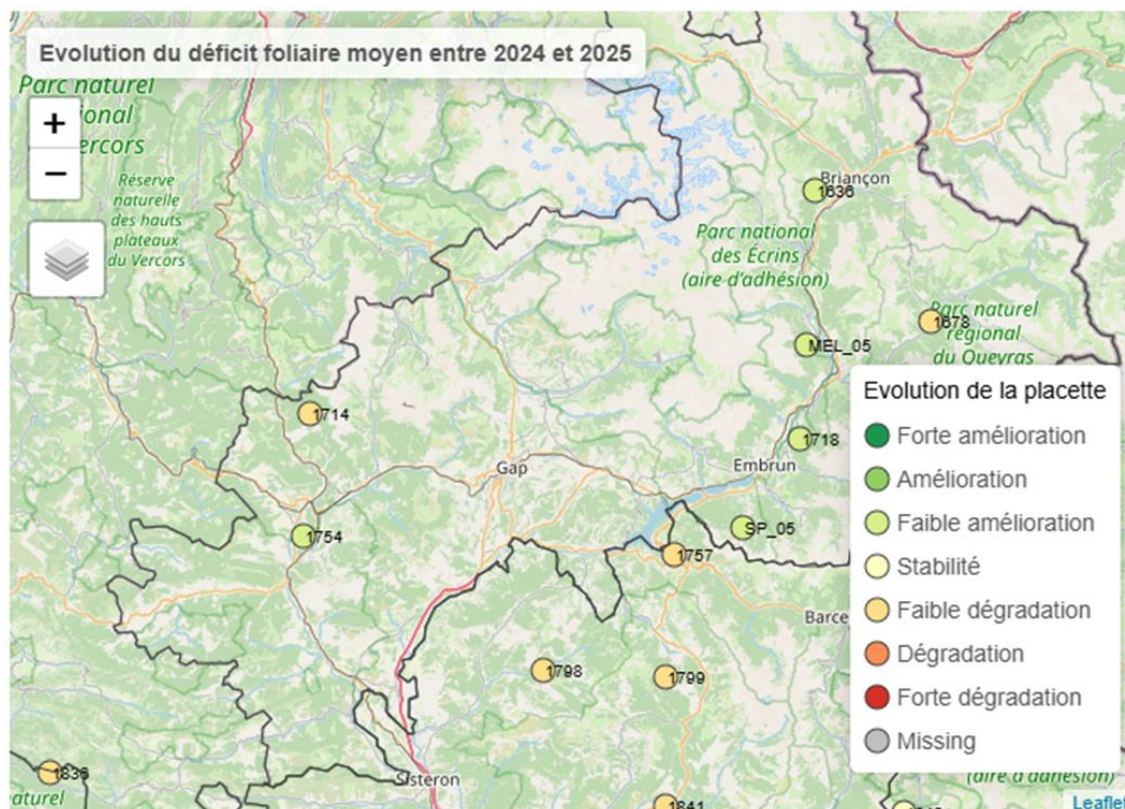 Evolution du déficit foliaire moyen entre 2024 et 2025
Parc naturel
ional
ercors
+
−
Réserve
naturelle
des hauts
plateaux
du Vercors
Briançon
1636
Parc national
des Écrins
(aire d'adhésion)
Parc naturel
régional
du Queyras
1678
MEL_05
1714
1718
Gap
Embrun
1754
SP_05
1757
Barce
1798
1799
Sisteron
1836
aturel
1841
(aire d'adhésion)
Evolution de la placette
Forte amélioration
Amélioration
Faible amélioration
Stabilité
Faible dégradation
Dégradation
Forte dégradation
Missing
Leaflet